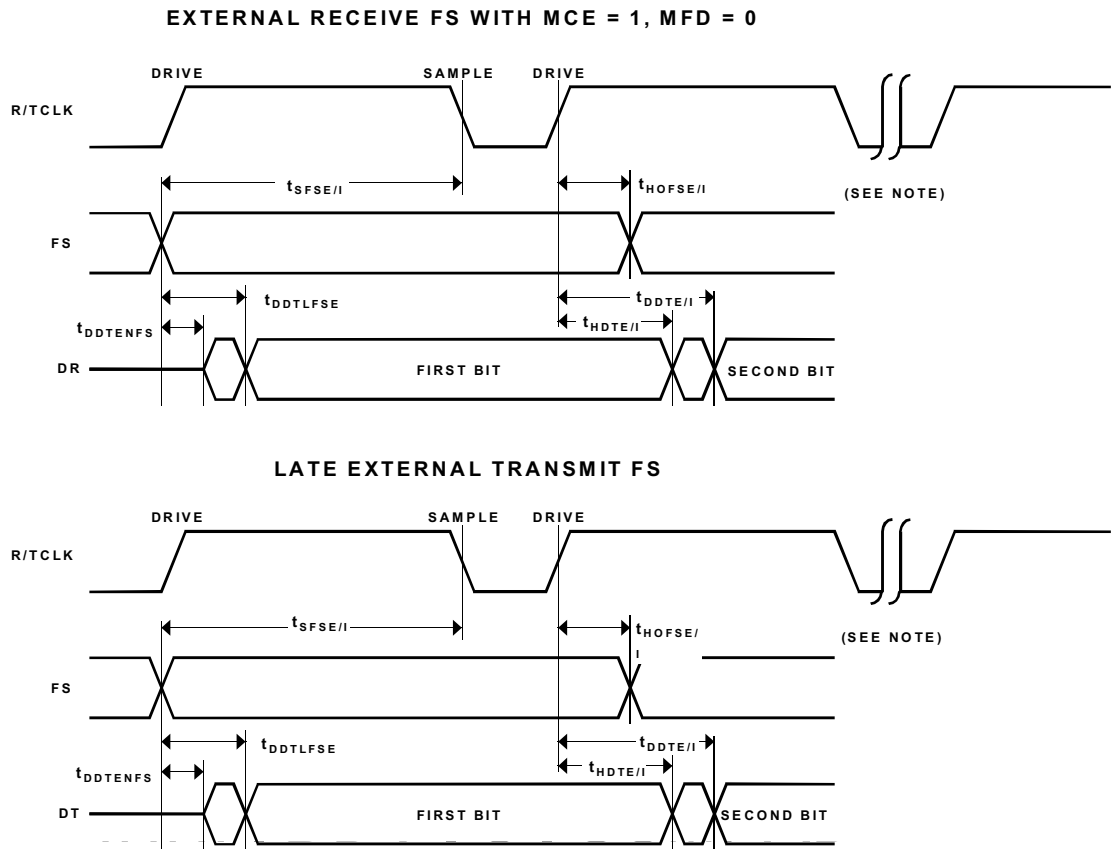 EXTERNAL RECEIVE FS WITH MCE = 1, MFD = 0
DRIVE SAMPLE DRIVE
R/TCLK
tSFSE/I tHOFSE/I
(SEE NOTE)
FS
tDDTLFSE tDDTE/I
tDDTENFS tHDTE/I
DR FIRST BIT SECOND BIT
LATE EXTERNAL TRANSMIT FS
DRIVE SAMPLE DRIVE
R/TCLK
tSFSE/I tHOFSE/
I
(SEE NOTE)
FS
tDDTLFSE tDDTE/I
tDDTENFS tHDTE/I
DT FIRST BIT SECOND BIT